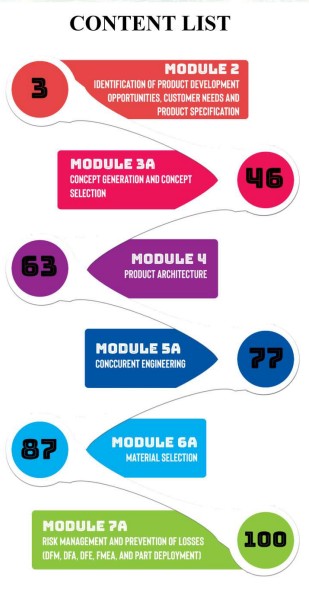 CONTENT LIST
3
MODULE 2
IDENTIFICATION OF PRODUCT DEVELOPMENT
OPPORTUNITIES, CUSTOMER NEEDS AND
PRODUCT SPECIFICATION
MODULE 3A
CONCEPT GENERATION AND CONCEPT
SELECTION
46
63
MODULE 4
PRODUCT ARCHITECTURE
MODULE 5A
CONCCURENT ENGINEERING
77
87
MODULE 6A
MATERIAL SELECTION
MODULE 7A
RISK MANAGEMENT AND PREVENTION OF LOSSES
(DFM, DFA, DFE, FMEA, AND PART DEPLOYMENT)
100